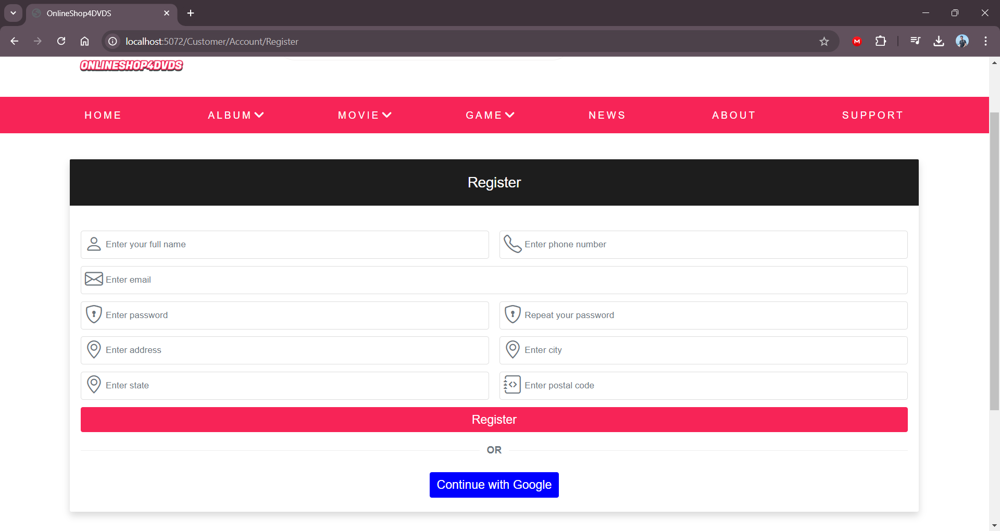 OnlineShop4DVDS
localhost:5072/Customer/Account/Register
M
ONLINESHOP4DVDS
HOME ALBUM MOVIE GAME NEWS ABOUT SUPPORT
Register
Enter your full name Enter phone number
Enter email
Enter password Repeat your password
Enter address Enter city
Enter state Enter postal code
Register
OR
Continue with Google